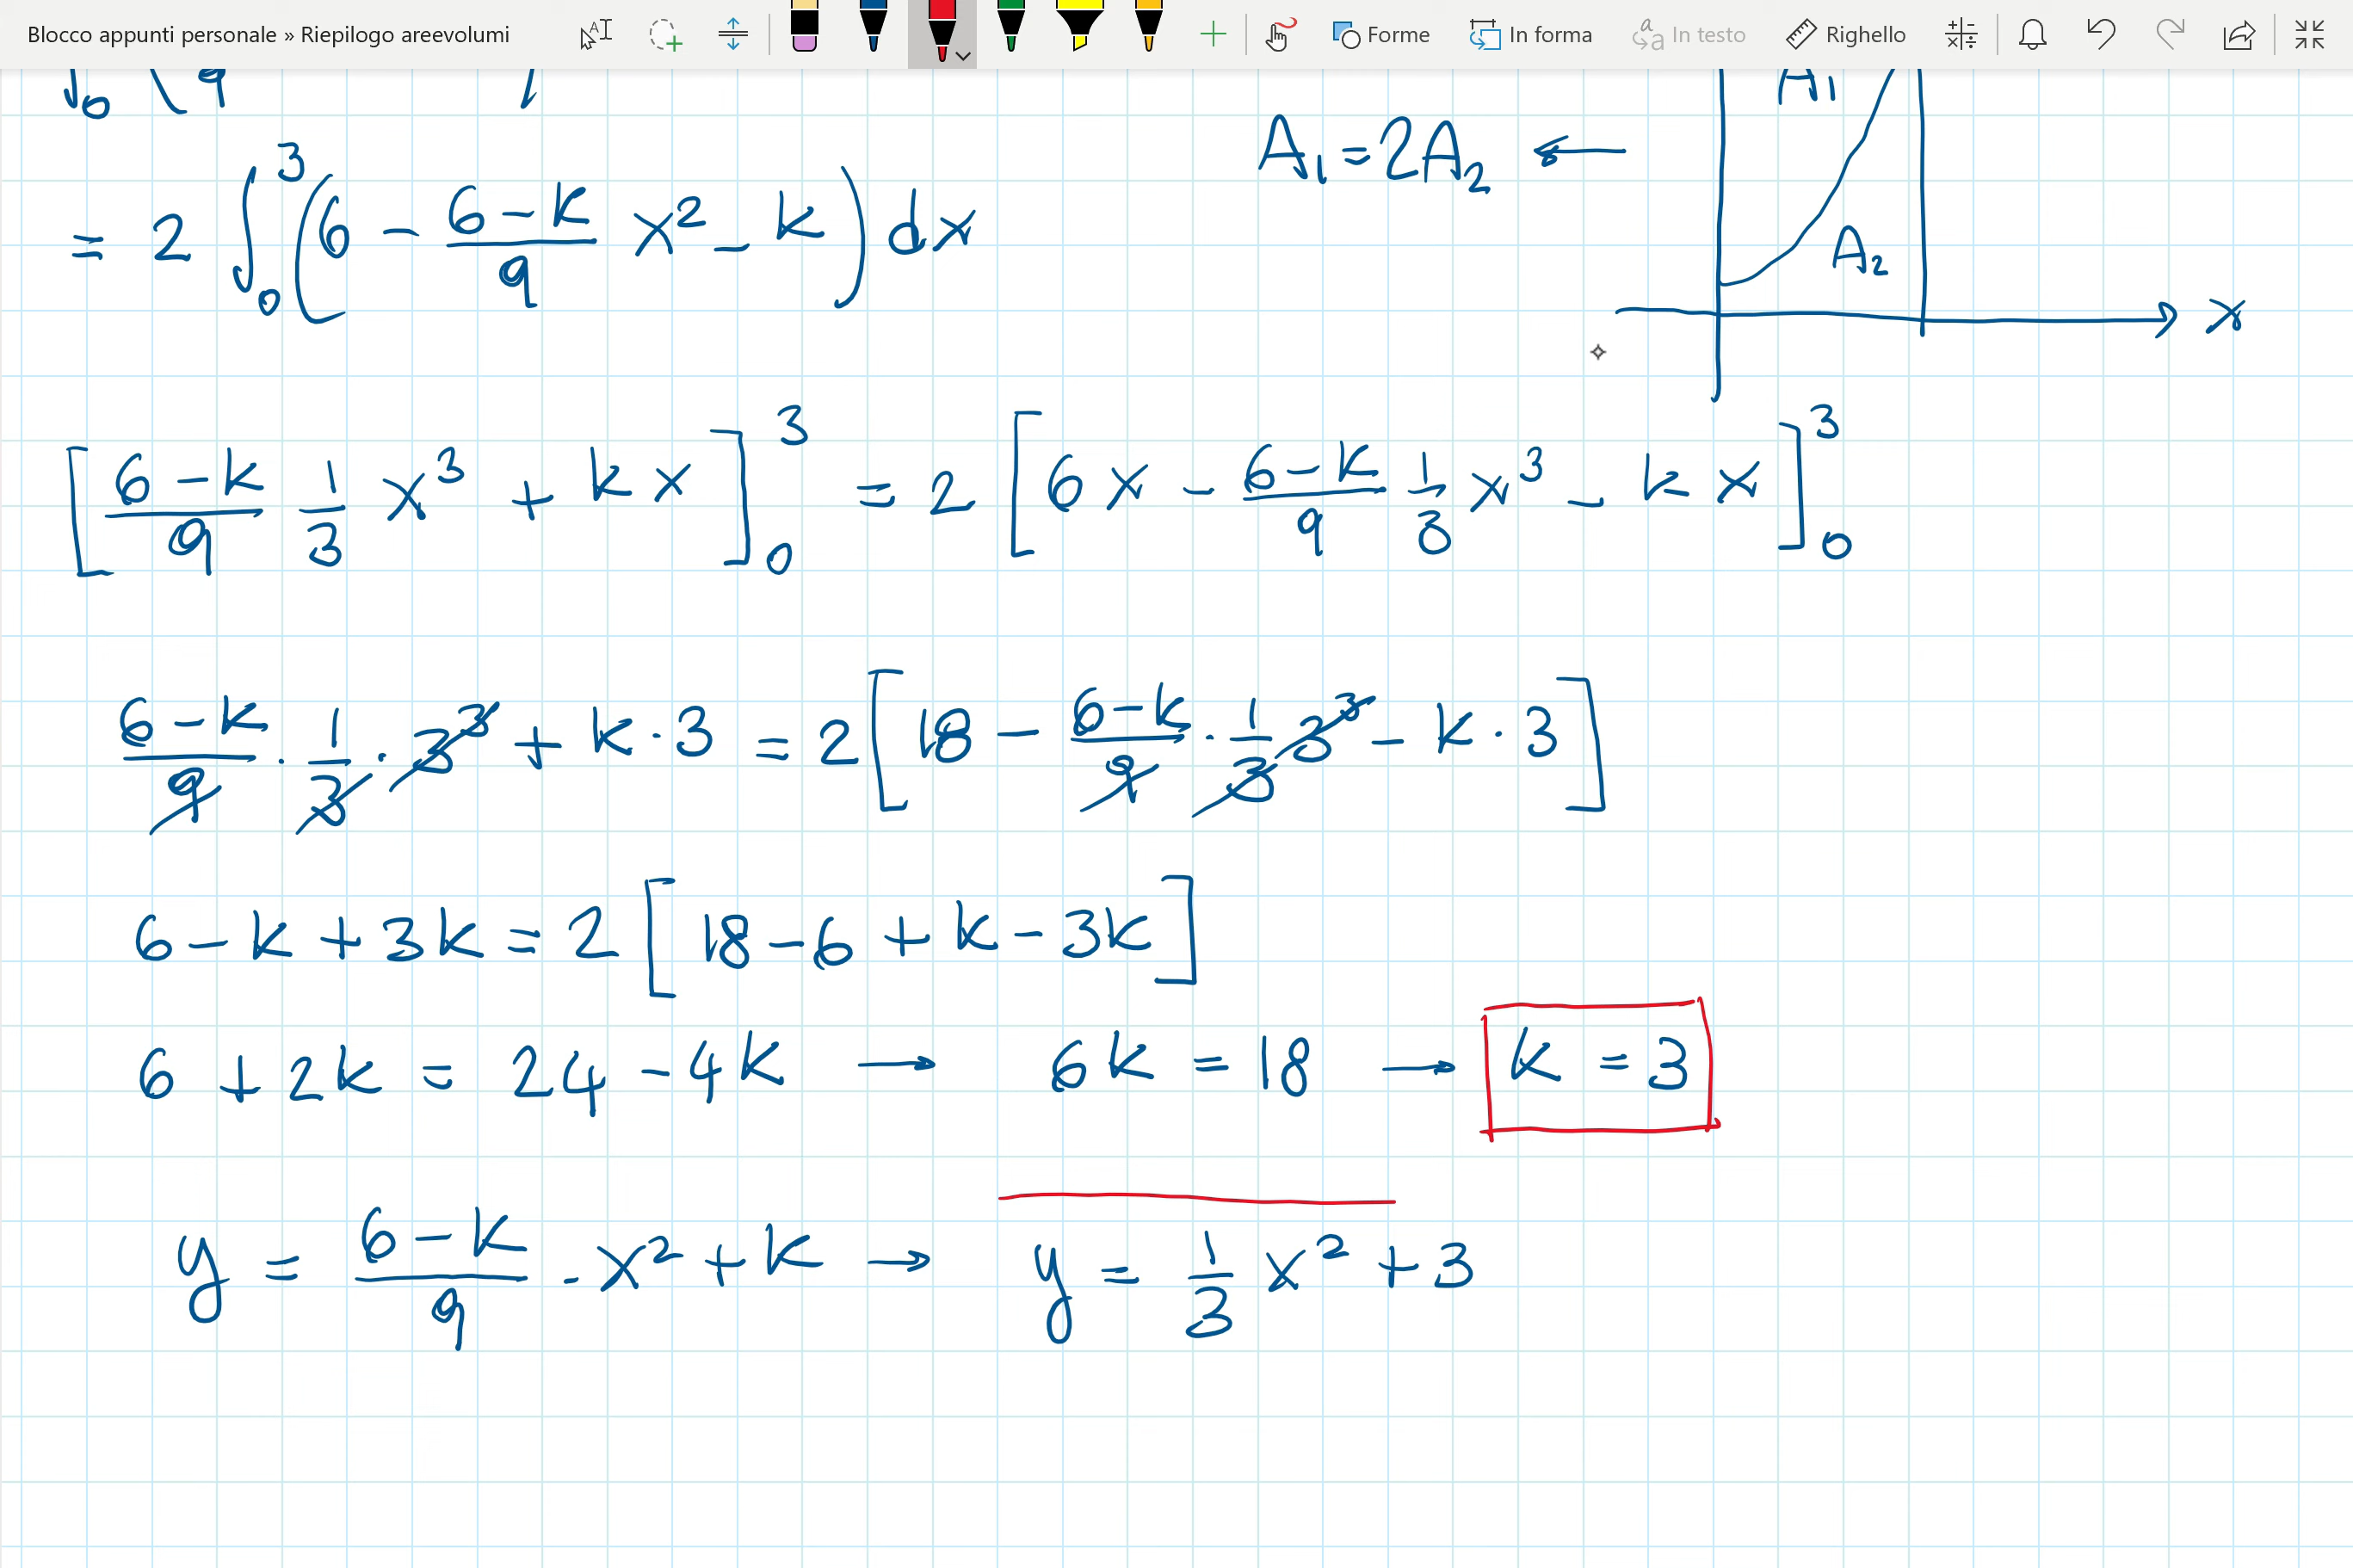 Blocco appunti personale » Riepilogo areevolumi Forme In forma In testo Righello
∫₀ ( 9
A₁
= 2 ∫₀³ (6 - (6-k)/9 x² - k) dx
A₁ = 2A₂ ←
A₂
x
[(6-k)/9 1/3 x³ + kx]₀³ = 2 [6x - (6-k)/9 1/3 x³ - kx]₀³
(6-k)/9 · 1/3 · 3³ + k·3 = 2 [18 - (6-k)/9 · 1/3 3³ - k·3]
6 - k + 3k = 2 [18 - 6 + k - 3k]
6 + 2k = 24 - 4k → 6k = 18 → k = 3
y = (6-k)/9 · x² + k → y = 1/3 x² + 3